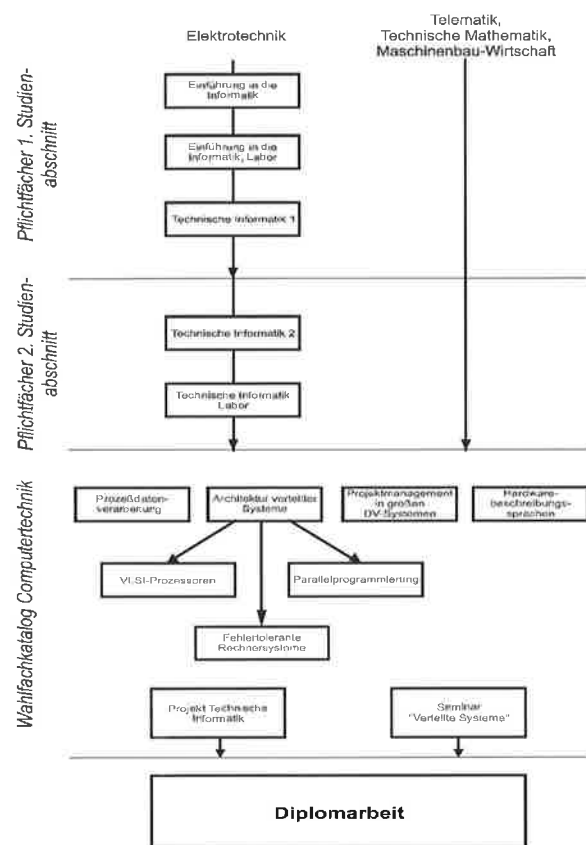 Elektrotechnik
Telematik,
Technische Mathematik,
Maschinenbau-Wirtschaft
Pflichtfächer 1. Studien-
abschnitt
Einführung in die
Informatik
Einführung in die
Informatik, Labor
Technische Informatik 1
Pflichtfächer 2. Studien-
abschnitt
Technische Informatik 2
Technische Informatik
Labor
Wahlfachkatalog Computertechnik
Prozeßdaten-
verarbeitung
Architektur verteilter
Systeme
Projektmanagement
in großen
DV-Systemen
Hardware-
beschreibungs-
sprachen
VLSI-Prozessoren
Parallelprogrammierung
Fehlertolerante
Rechnersysteme
Projekt Technische
Informatik
Seminar
"Verteilte Systeme"
Diplomarbeit